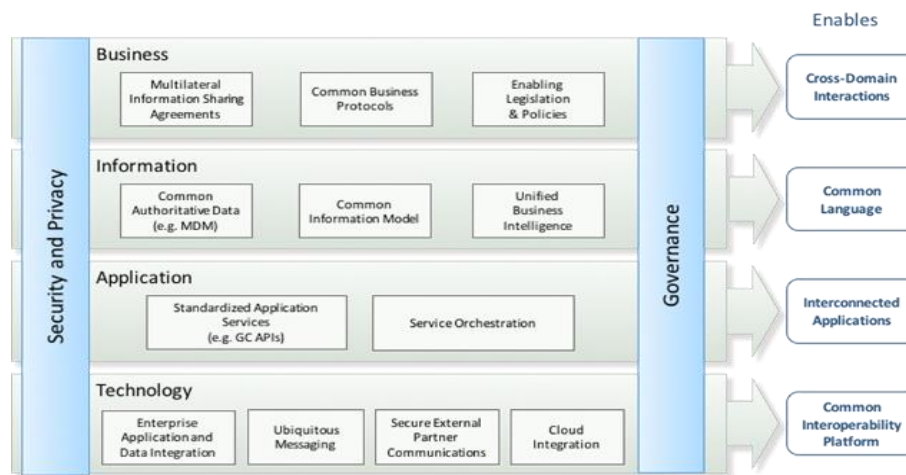 Enables
Security and Privacy
Governance
Business
Multilateral
Information Sharing
Agreements
Common Business
Protocols
Enabling
Legislation
& Policies
Cross-Domain
Interactions
Information
Common
Authoritative Data
(e.g. MDM)
Common
Information Model
Unified
Business
Intelligence
Common
Language
Application
Standardized Application
Services
(e.g. GC APIs)
Service Orchestration
Interconnected
Applications
Technology
Enterprise
Application and
Data Integration
Ubiquitous
Messaging
Secure External
Partner
Communications
Cloud
Integration
Common
Interoperability
Platform